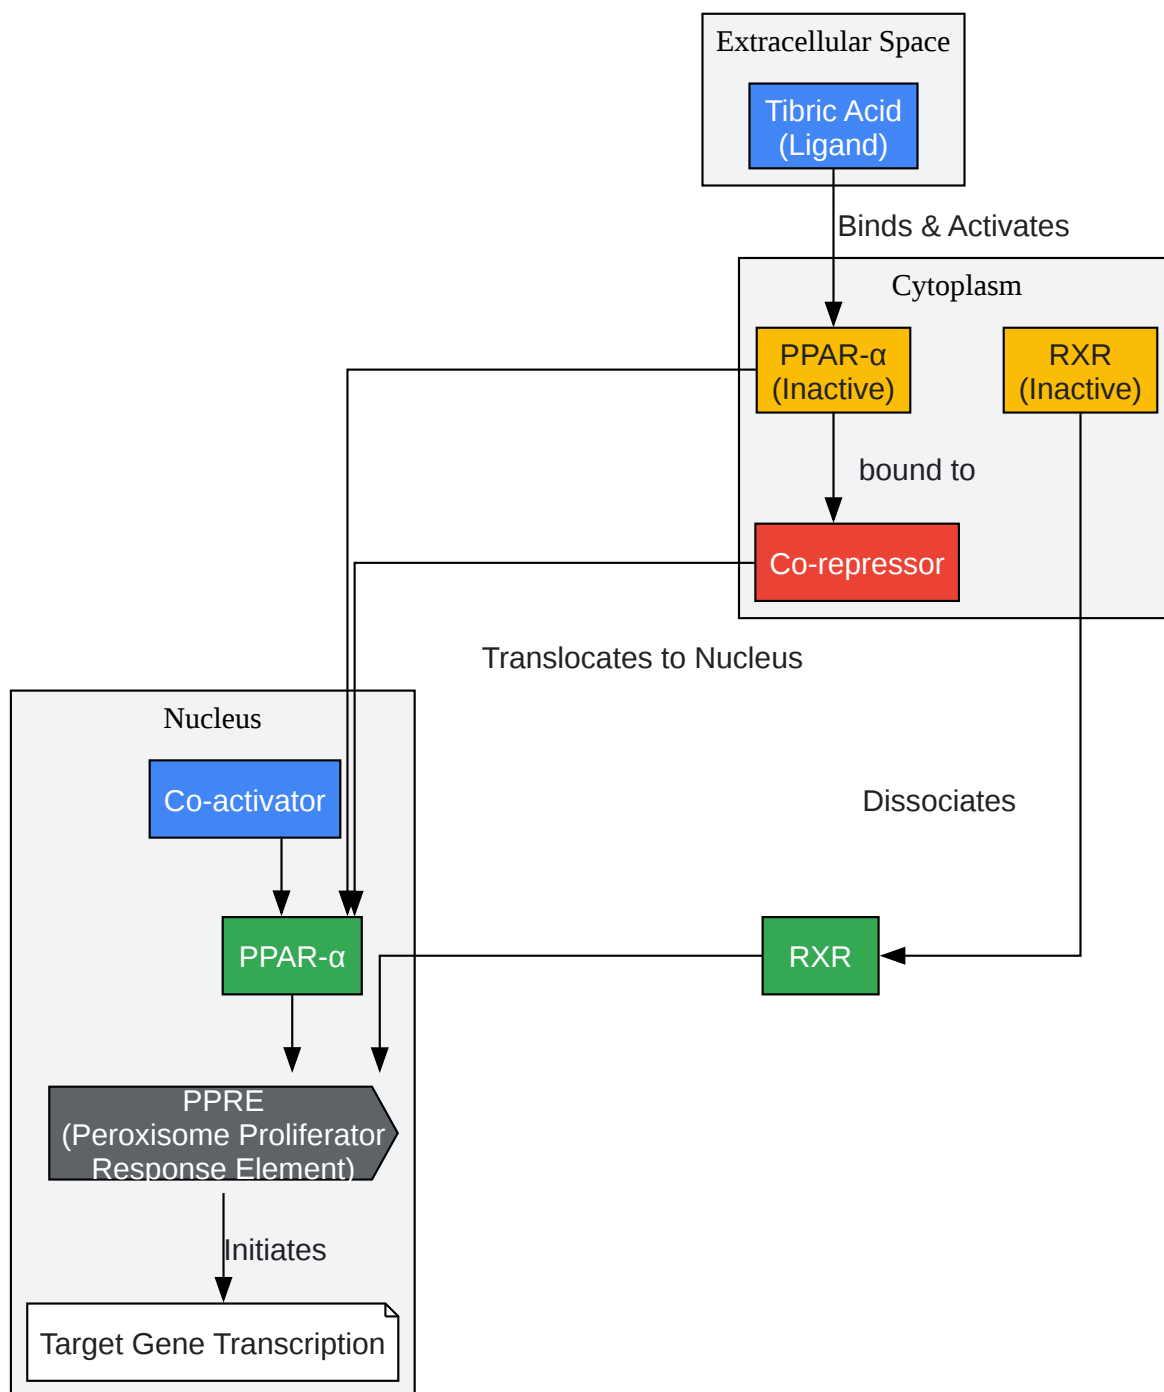 Extracellular Space
Tibric Acid
(Ligand)
Binds & Activates
Cytoplasm
PPAR-α
(Inactive)
RXR
(Inactive)
bound to
Co-repressor
Translocates to Nucleus
Nucleus
Co-activator
Dissociates
PPAR-α
RXR
PPRE
(Peroxisome Proliferator
Response Element)
Initiates
Target Gene Transcription